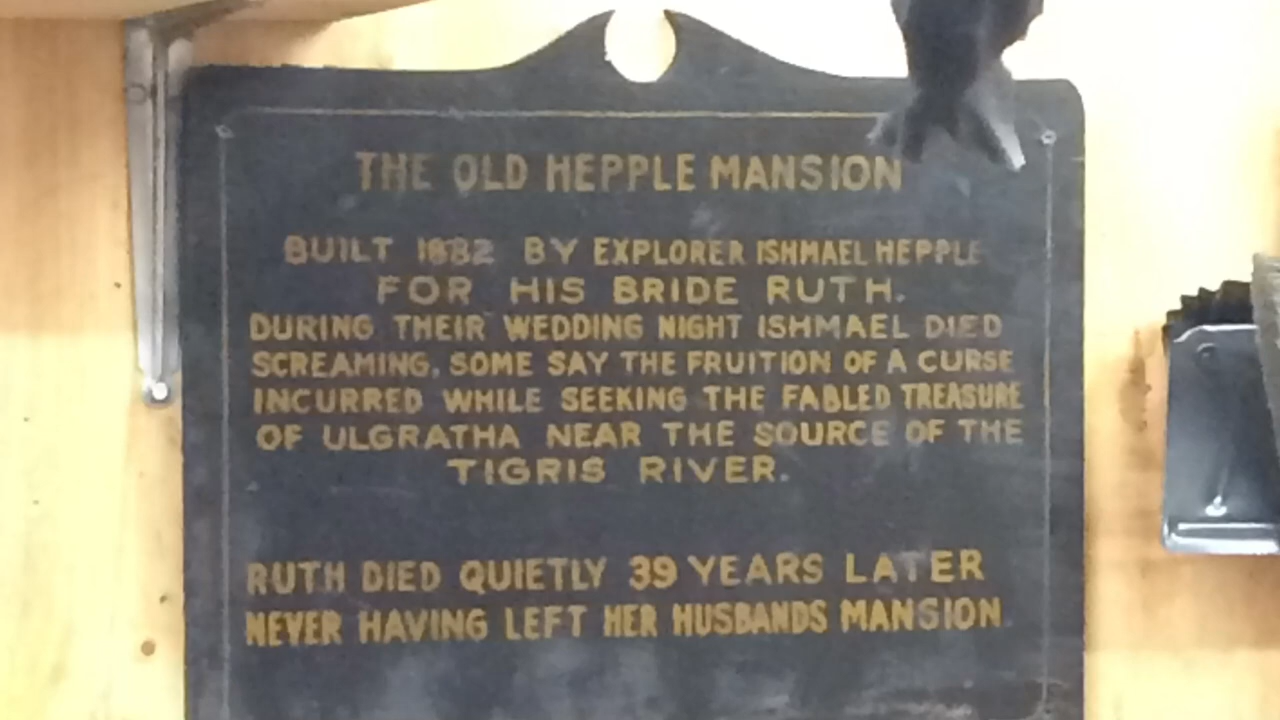 THE OLD HEPPLE MANSION
BUILT 1882 BY EXPLORER ISHMAEL HEPPLE
FOR HIS BRIDE RUTH.
DURING THEIR WEDDING NIGHT ISHMAEL DIED
SCREAMING, SOME SAY THE FRUITION OF A CURSE
INCURRED WHILE SEEKING THE FABLED TREASURE
OF ULGRATHA NEAR THE SOURCE OF THE
TIGRIS RIVER.
RUTH DIED QUIETLY 39 YEARS LATER
NEVER HAVING LEFT HER HUSBANDS MANSION.